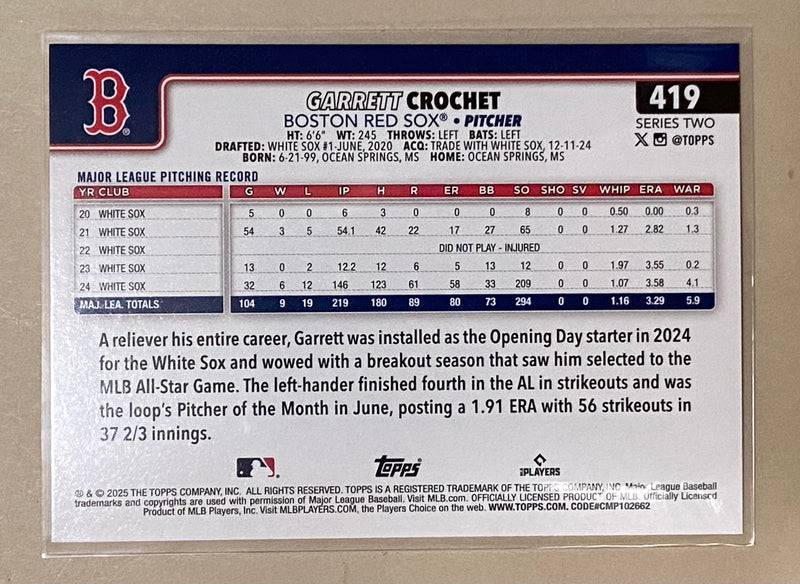 B
GARRETT CROCHET
419
BOSTON RED SOX® • PITCHER
SERIES TWO
HT: 6'6" WT: 245 THROWS: LEFT BATS: LEFT
@TOPPS
DRAFTED: WHITE SOX #1-JUNE, 2020 ACQ: TRADE WITH WHITE SOX, 12-11-24
BORN: 6-21-99, OCEAN SPRINGS, MS HOME: OCEAN SPRINGS, MS
MAJOR LEAGUE PITCHING RECORD
YR CLUB G W L IP H R ER BB SO SHO SV WHIP ERA WAR
20 WHITE SOX 5 0 0 6 3 0 0 0 8 0 0 0.50 0.00 0.3
21 WHITE SOX 54 3 5 54.1 42 22 17 27 65 0 0 1.27 2.82 1.3
22 WHITE SOX DID NOT PLAY - INJURED
23 WHITE SOX 13 0 2 12.2 12 6 5 13 12 0 0 1.97 3.55 0.2
24 WHITE SOX 32 6 12 146 123 61 58 33 209 0 0 1.07 3.58 4.1
MAJ. LEA. TOTALS 104 9 19 219 180 89 80 73 294 0 0 1.16 3.29 5.9
A reliever his entire career, Garrett was installed as the Opening Day starter in 2024
for the White Sox and wowed with a breakout season that saw him selected to the
MLB All-Star Game. The left-hander finished fourth in the AL in strikeouts and was
the loop's Pitcher of the Month in June, posting a 1.91 ERA with 56 strikeouts in
37 2/3 innings.
Topps® PLAYERS
® & © 2025 THE TOPPS COMPANY, INC. ALL RIGHTS RESERVED. TOPPS IS A REGISTERED TRADEMARK OF THE TOPPS COMPANY, INC. Major League Baseball
trademarks and copyrights are used with permission of Major League Baseball. Visit MLB.com. OFFICIALLY LICENSED PRODUCT OF MLB. Officially Licensed
Product of MLB Players, Inc. Visit MLBPLAYERS.COM, the Players Choice on the web. WWW.TOPPS.COM. CODE#CMP102662